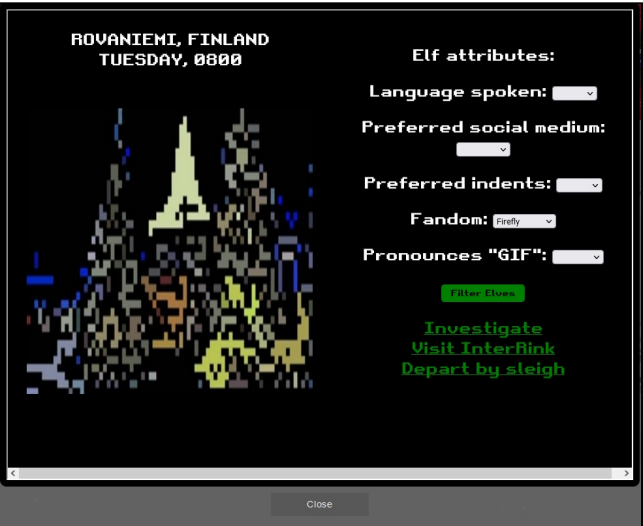 ROVANIEMI, FINLAND
TUESDAY, 0800
Elf attributes:
Language spoken:
Preferred social medium:
Preferred indents:
Fandom: Firefly
Pronounces "GIF":
Filter Elves
Investigate
Visit InterRink
Depart by sleigh
Close